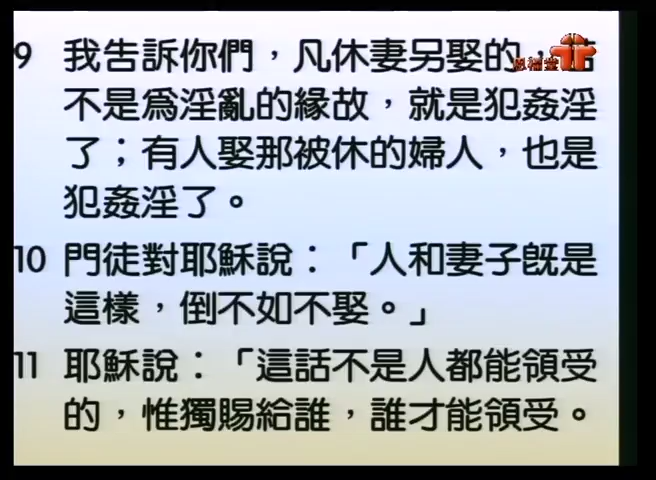 9 我告訴你們，凡休妻另娶的，
不是為淫亂的緣故，就是犯姦淫
了；有人娶那被休的婦人，也是
犯姦淫了。
10 門徒對耶穌說：「人和妻子既是
這樣，倒不如不娶。」
11 耶穌說：「這話不是人都能領受
的，惟獨賜給誰，誰才能領受。